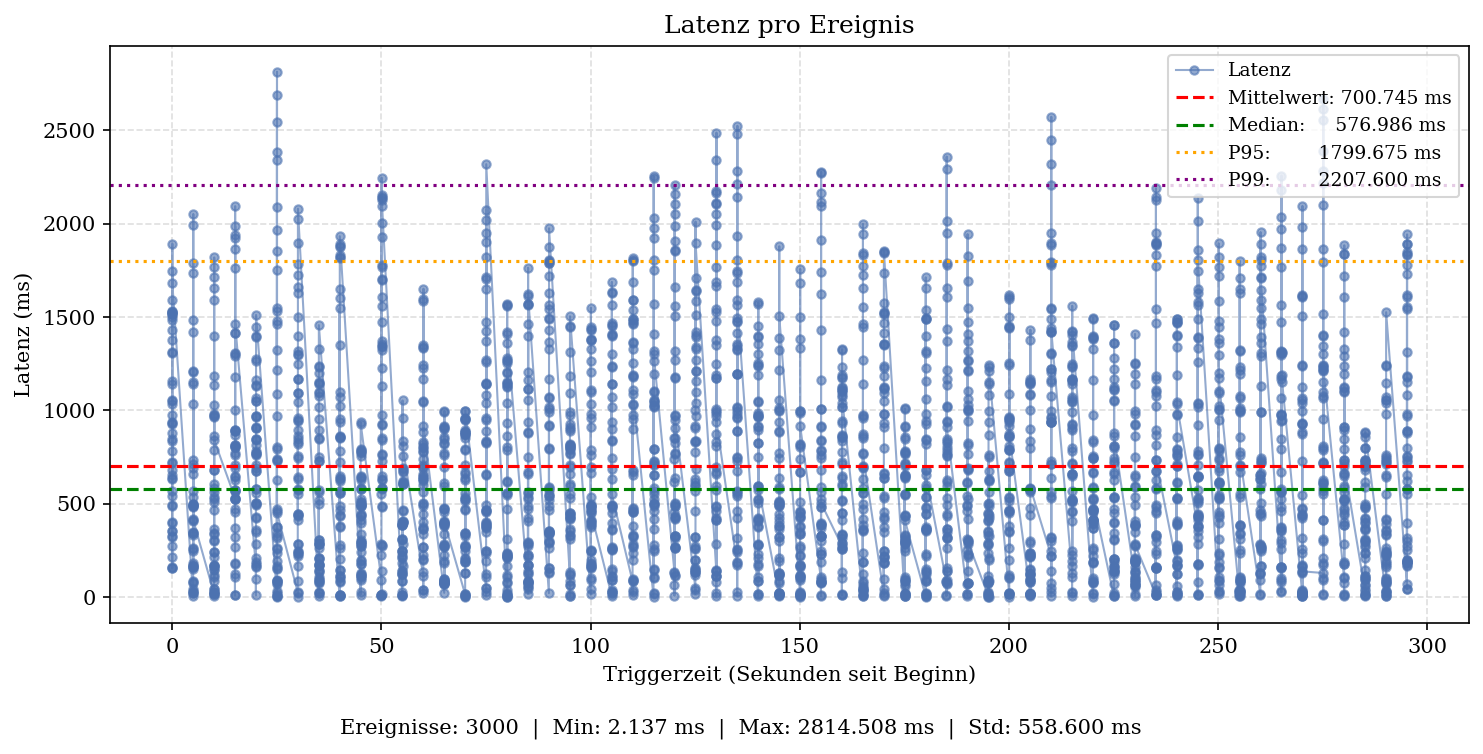 Latenz pro Ereignis
Latenz (ms)
2500
2000
1500
1000
500
0
Latenz
Mittelwert: 700.745 ms
Median: 576.986 ms
P95: 1799.675 ms
P99: 2207.600 ms
0 50 100 150 200 250 300
Triggerzeit (Sekunden seit Beginn)
Ereignisse: 3000 | Min: 2.137 ms | Max: 2814.508 ms | Std: 558.600 ms